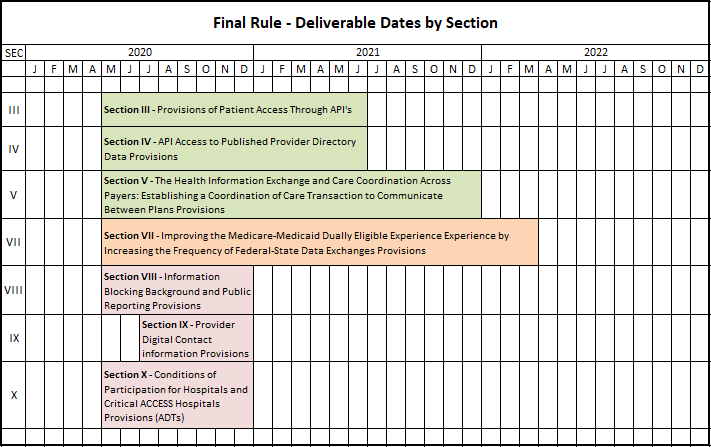 Final Rule - Deliverable Dates by Section
SEC 2020 2021 2022
J F M A M J J A S O N D J F M A M J J A S O N D J F M A M J J A S O N D
III Section III - Provisions of Patient Access Through API's
IV Section IV - API Access to Published Provider Directory
Data Provisions
V Section V - The Health Information Exchange and Care Coordination Across
Payers: Establishing a Coordination of Care Transaction to Communicate
Between Plans Provisions
VII Section VII - Improving the Medicare-Medicaid Dually Eligible Experience Experience by
Increasing the Frequency of Federal-State Data Exchanges Provisions
VIII Section VIII - Information
Blocking Background and Public
Reporting Provisions
IX Section IX - Provider
Digital Contact
information Provisions
X Section X - Conditions of
Participation for Hospitals and
Critical ACCESS Hospitals
Provisions (ADTs)